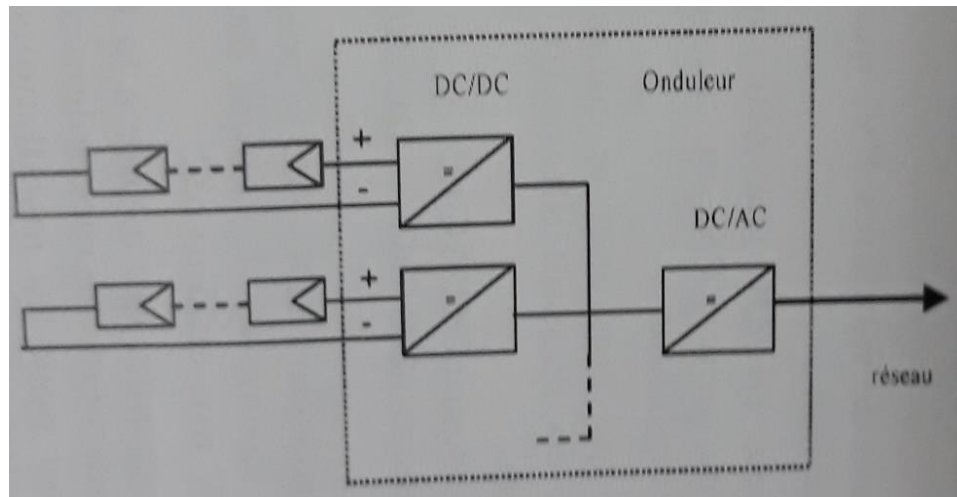 DC/DC
Onduleur
+
-
=
DC/AC
+
-
=
=
réseau